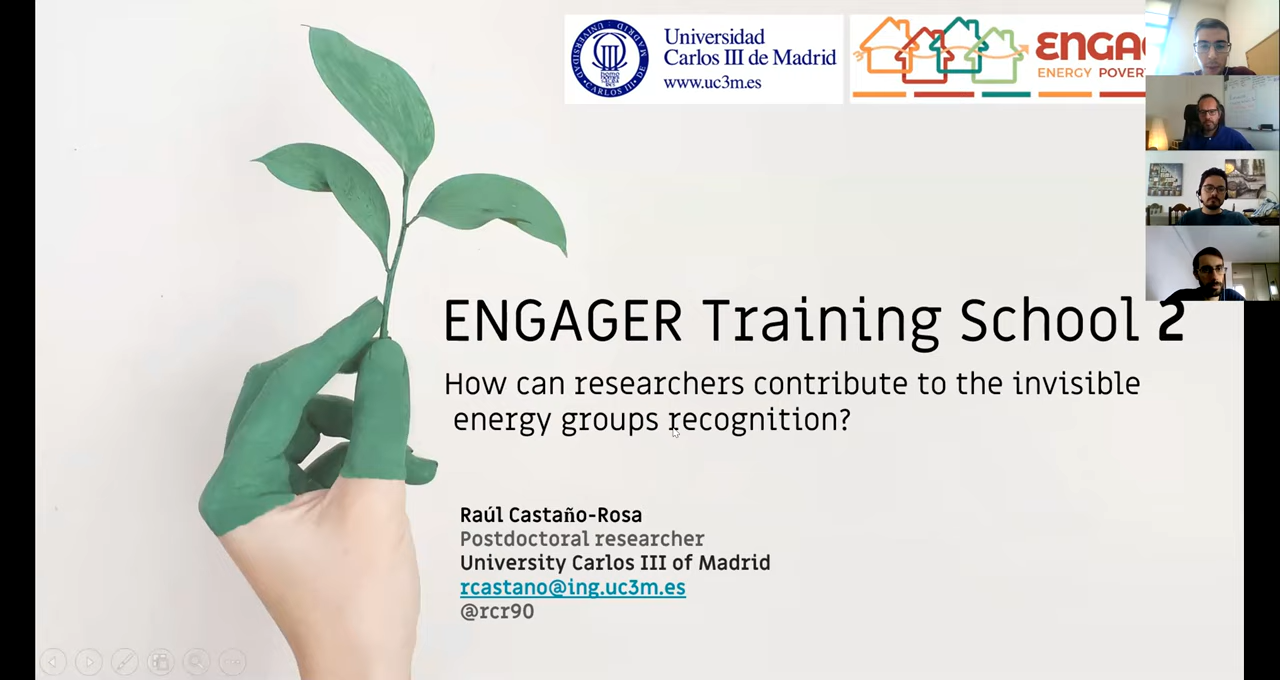 Universidad
Carlos III de Madrid
www.uc3m.es
ENGAG
ENERGY POVER
ENGAGER Training School 2
How can researchers contribute to the invisible
energy groups recognition?
Raúl Castaño-Rosa
Postdoctoral researcher
University Carlos III of Madrid
rcastano@ing.uc3m.es
@rcr90